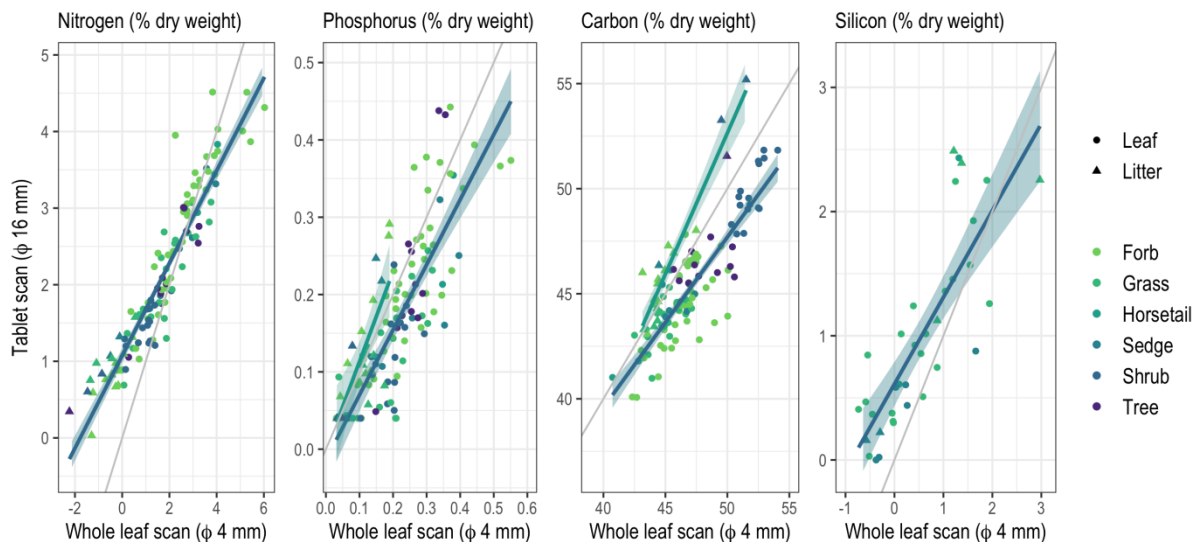 Nitrogen (% dry weight)
Phosphorus (% dry weight)
Carbon (% dry weight)
Silicon (% dry weight)
Tablet scan (ϕ 16 mm)
5
4
3
2
1
0
0.5
0.4
0.3
0.2
0.1
0.0
55
50
45
40
3
2
1
0
-2 0 2 4 6
0.0 0.1 0.2 0.3 0.4 0.5 0.6
40 45 50 55
-1 0 1 2 3
Whole leaf scan (ϕ 4 mm)
Whole leaf scan (ϕ 4 mm)
Whole leaf scan (ϕ 4 mm)
Whole leaf scan (ϕ 4 mm)
Leaf
Litter
Forb
Grass
Horsetail
Sedge
Shrub
Tree